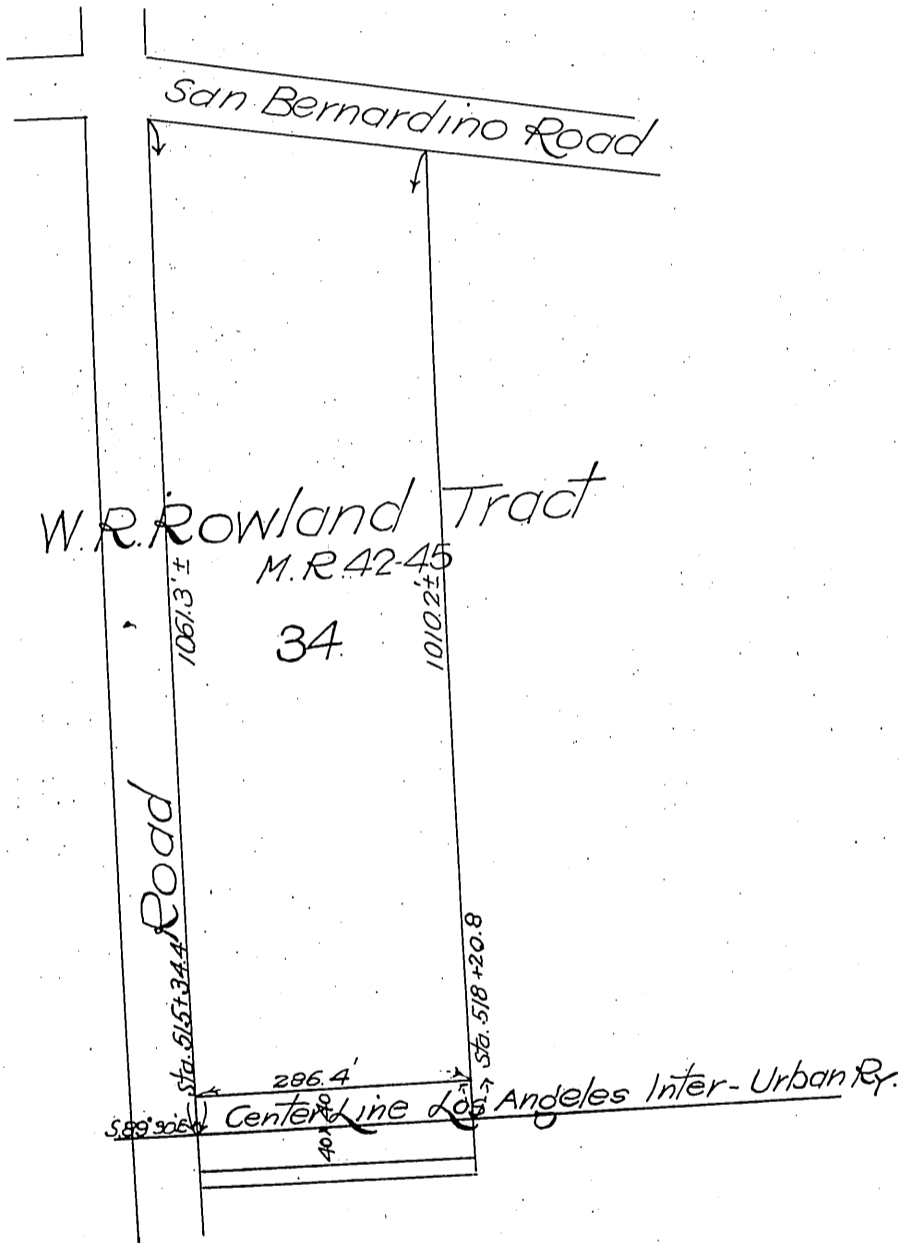 San Bernardino Road
W.R.Rowland Tract
M.R.42-45
34.
1061.3'±
1010.2'±
Road
Sta.515+34.4
Sta. 518+20.8
286.4'
S.89°30'E.
Center Line Los Angeles Inter-Urban Ry.
40
40